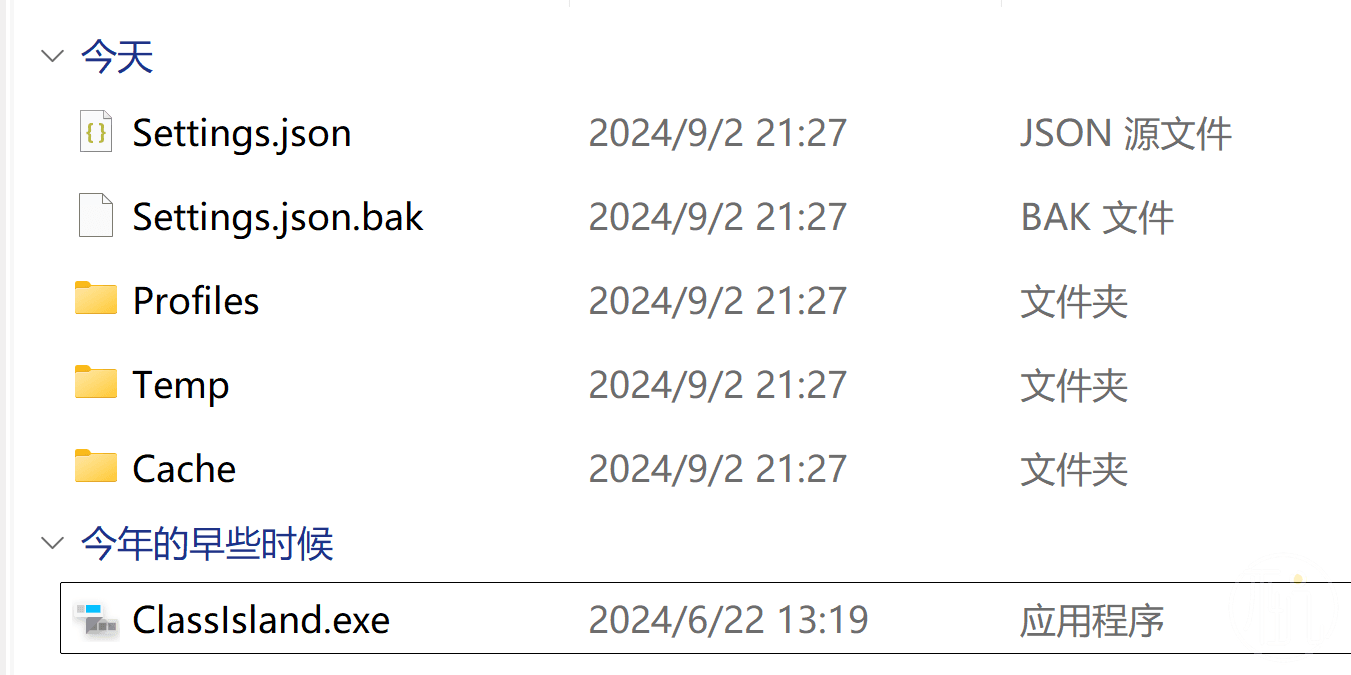 今天
Settings.json 2024/9/2 21:27 JSON 源文件
Settings.json.bak 2024/9/2 21:27 BAK 文件
Profiles 2024/9/2 21:27 文件夹
Temp 2024/9/2 21:27 文件夹
Cache 2024/9/2 21:27 文件夹
今年的早些时候
ClassIsland.exe 2024/6/22 13:19 应用程序